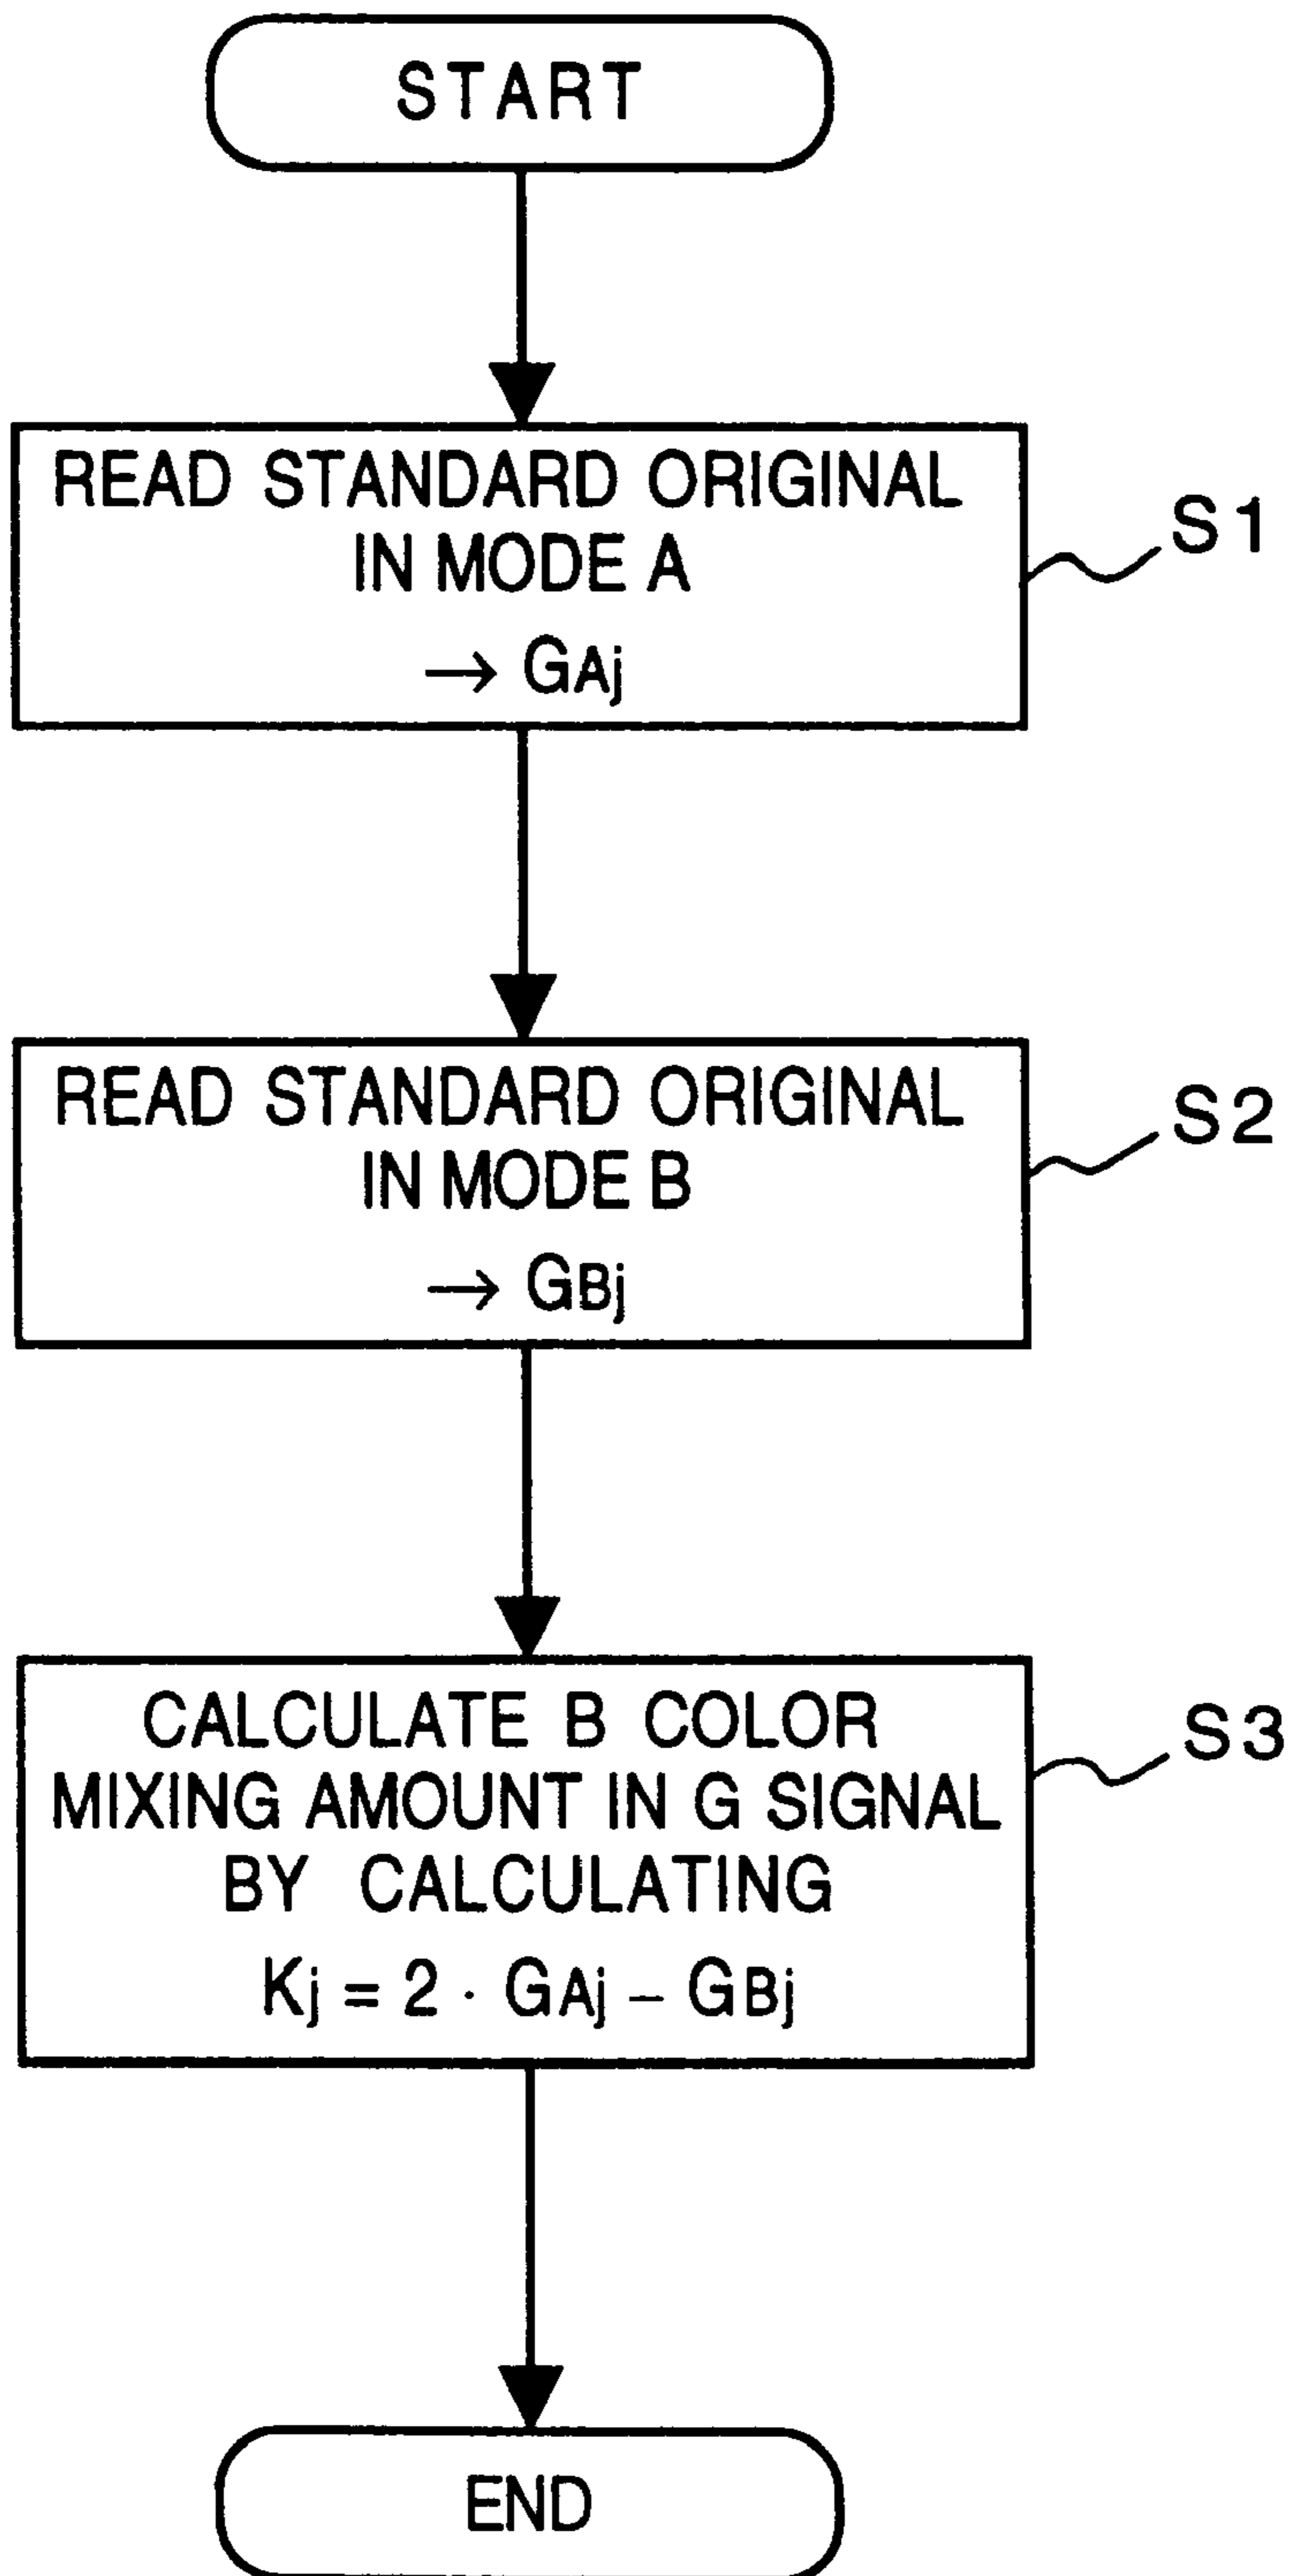 START
READ STANDARD ORIGINAL
IN MODE A
→ GAj
S1
READ STANDARD ORIGINAL
IN MODE B
→ GBj
S2
CALCULATE B COLOR
MIXING AMOUNT IN G SIGNAL
BY CALCULATING
Kj = 2 · GAj – GBj
S3
END